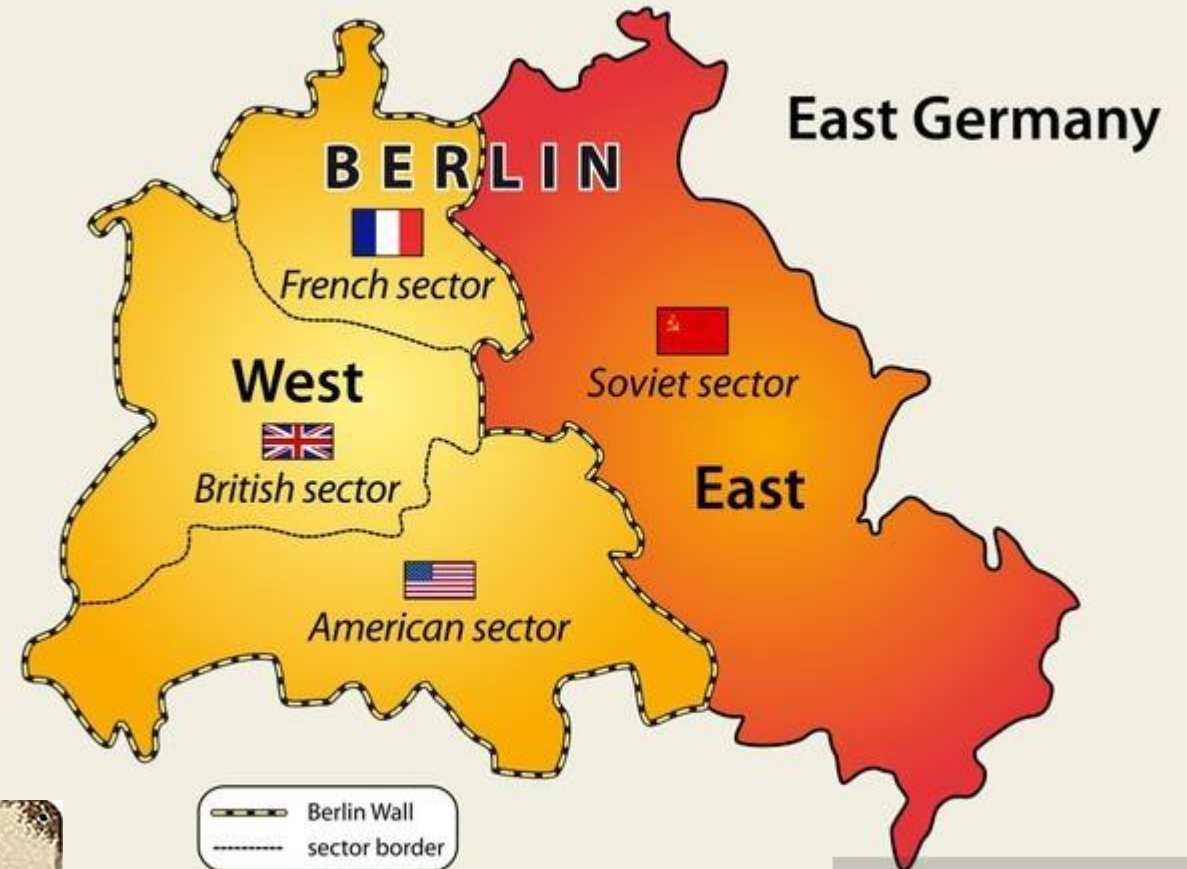 East Germany
BERLIN
French sector
Soviet sector
West
British sector
East
American sector
Berlin Wall
sector border